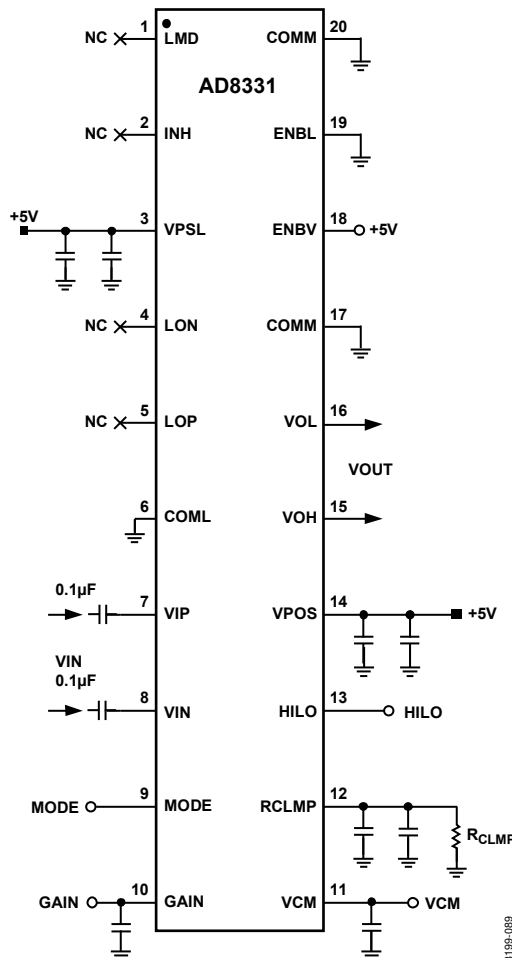 AD8331
NC 1 LMD
NC 2 INH
+5V 3 VPSL
NC 4 LON
NC 5 LOP
6 COML
0.1µF 7 VIP
VIN
0.1µF 8 VIN
MODE 9 MODE
GAIN 10 GAIN
COMM 20
ENBL 19
ENBV 18 +5V
COMM 17
VOL 16
VOUT
VOH 15
VPOS 14 +5V
HILO 13 HILO
RCLMP 12 RCLMP
VCM 11 VCM